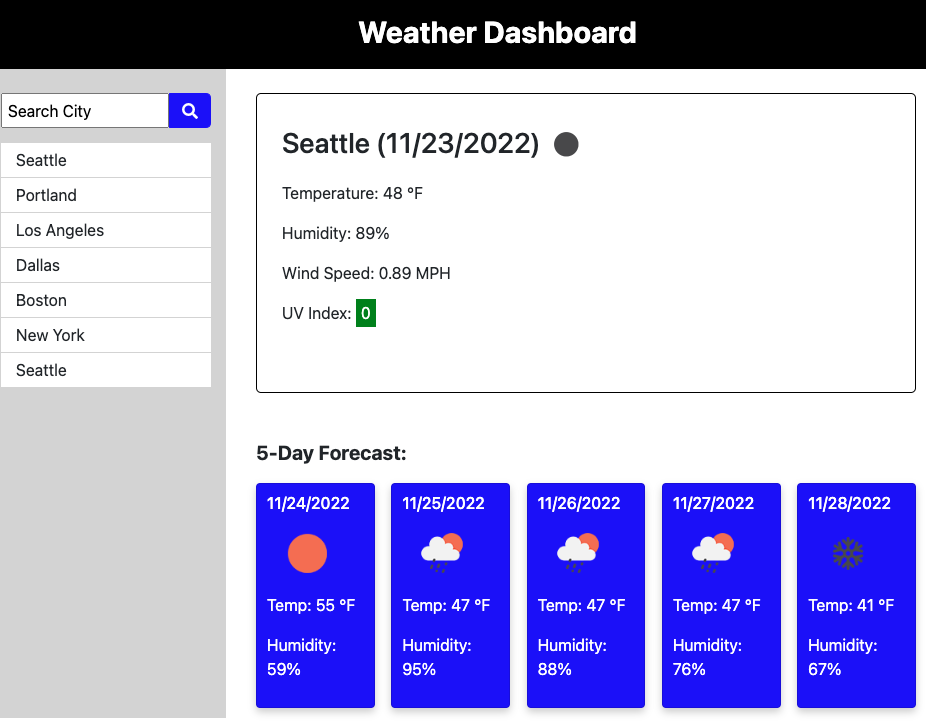 Weather Dashboard
Search City
Seattle
Portland
Los Angeles
Dallas
Boston
New York
Seattle
Seattle (11/23/2022)
Temperature: 48 °F
Humidity: 89%
Wind Speed: 0.89 MPH
UV Index: 0
5-Day Forecast:
11/24/2022
Temp: 55 °F
Humidity:
59%
11/25/2022
Temp: 47 °F
Humidity:
95%
11/26/2022
Temp: 47 °F
Humidity:
88%
11/27/2022
Temp: 47 °F
Humidity:
76%
11/28/2022
Temp: 41 °F
Humidity:
67%